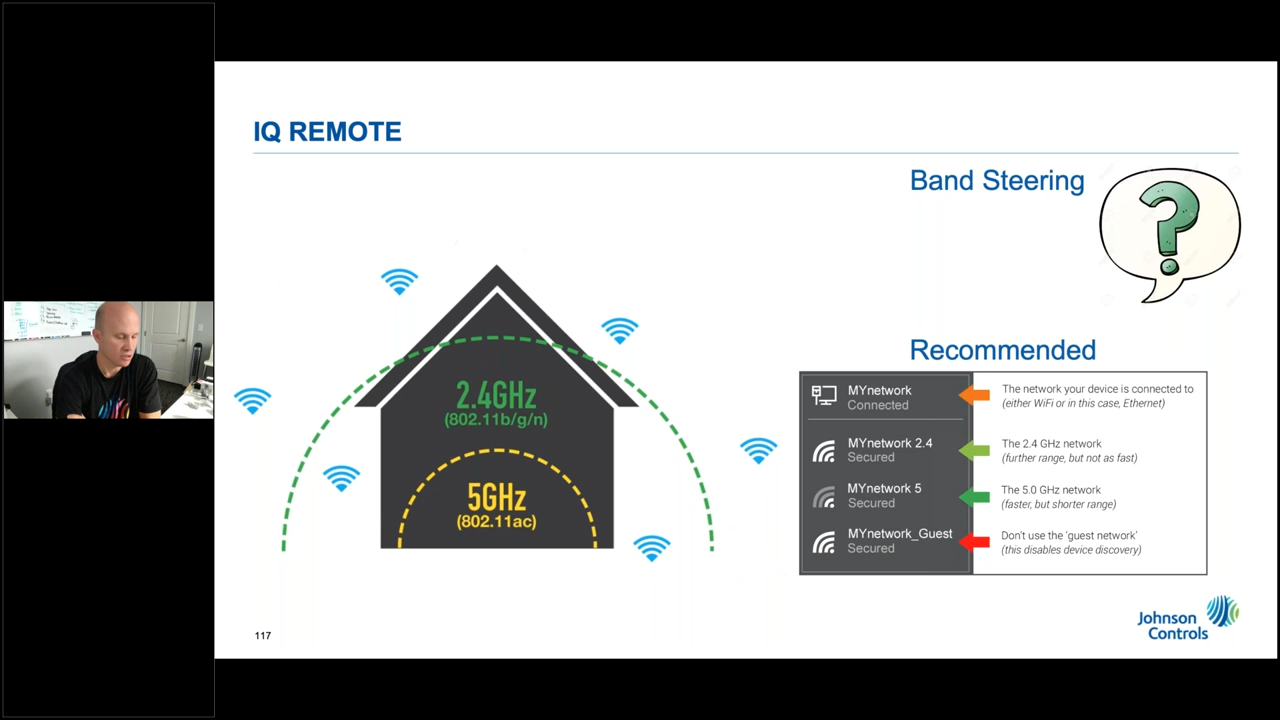 IQ REMOTE
Band Steering
2.4GHz
(802.11b/g/n)
5GHz
(802.11ac)
Recommended
MYnetwork
Connected
The network your device is connected to
(either WiFi or in this case, Ethernet)
MYnetwork 2.4
Secured
The 2.4 GHz network
(further range, but not as fast)
MYnetwork 5
Secured
The 5.0 GHz network
(faster, but shorter range)
MYnetwork_Guest
Secured
Don't use the 'guest network'
(this disables device discovery)
117
Johnson
Controls